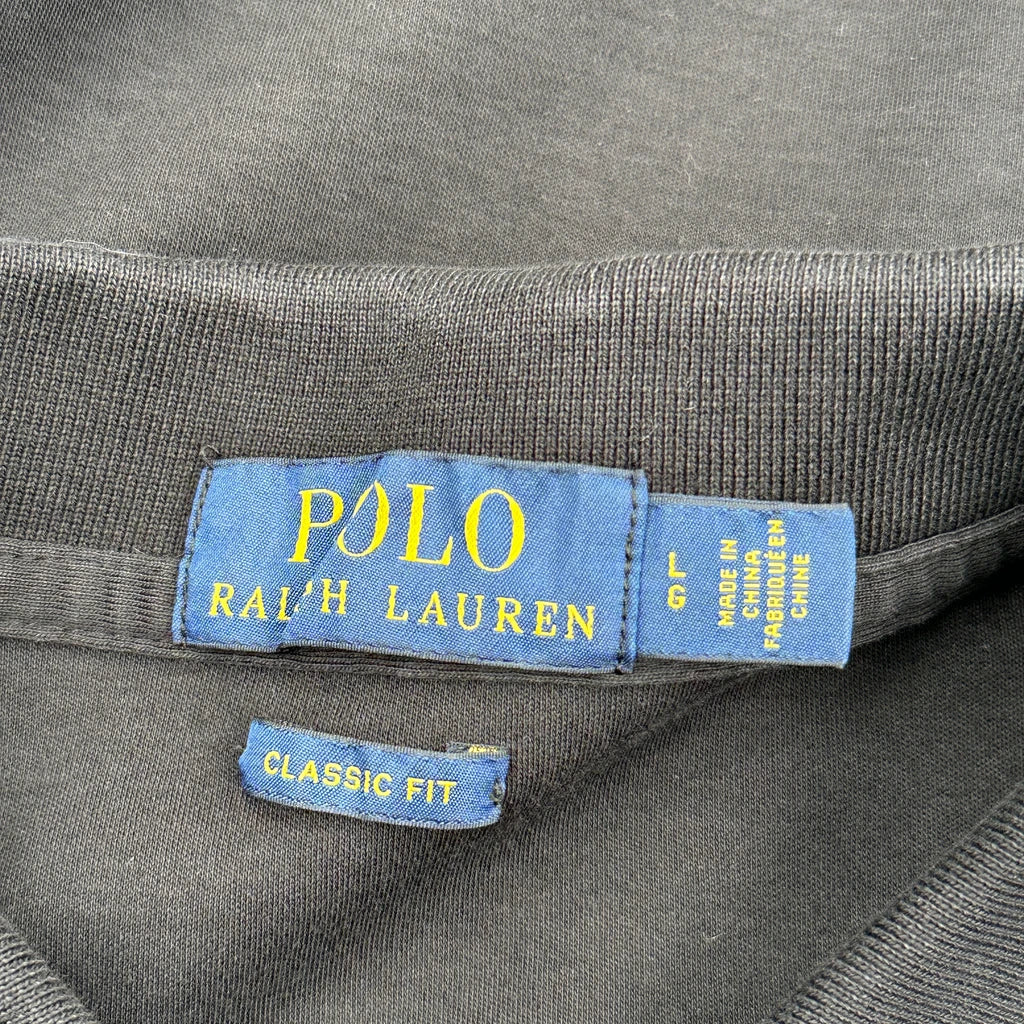 POLO
RALPH LAUREN
L
G
MADE IN
CHINA
FABRIQUÉ EN
CHINE
CLASSIC FIT